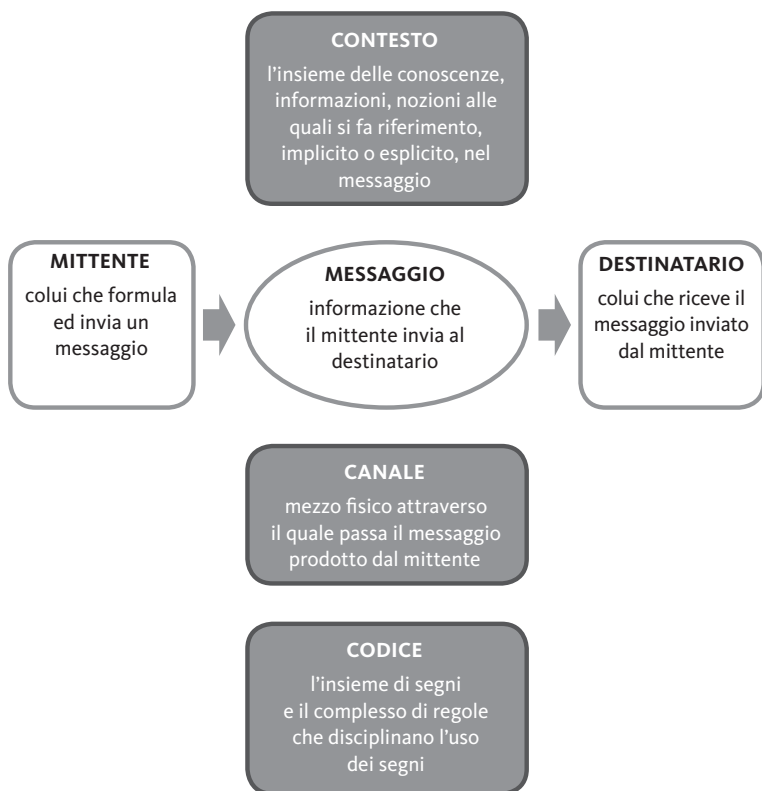 CONTESTO
l'insieme delle conoscenze,
informazioni, nozioni alle
quali si fa riferimento,
implicito o esplicito, nel
messaggio
MITTENTE
colui che formula
ed invia un
messaggio
MESSAGGIO
informazione che
il mittente invia al
destinatario
DESTINATARIO
colui che riceve il
messaggio inviato
dal mittente
CANALE
mezzo fisico attraverso
il quale passa il messaggio
prodotto dal mittente
CODICE
l'insieme di segni
e il complesso di regole
che disciplinano l'uso
dei segni